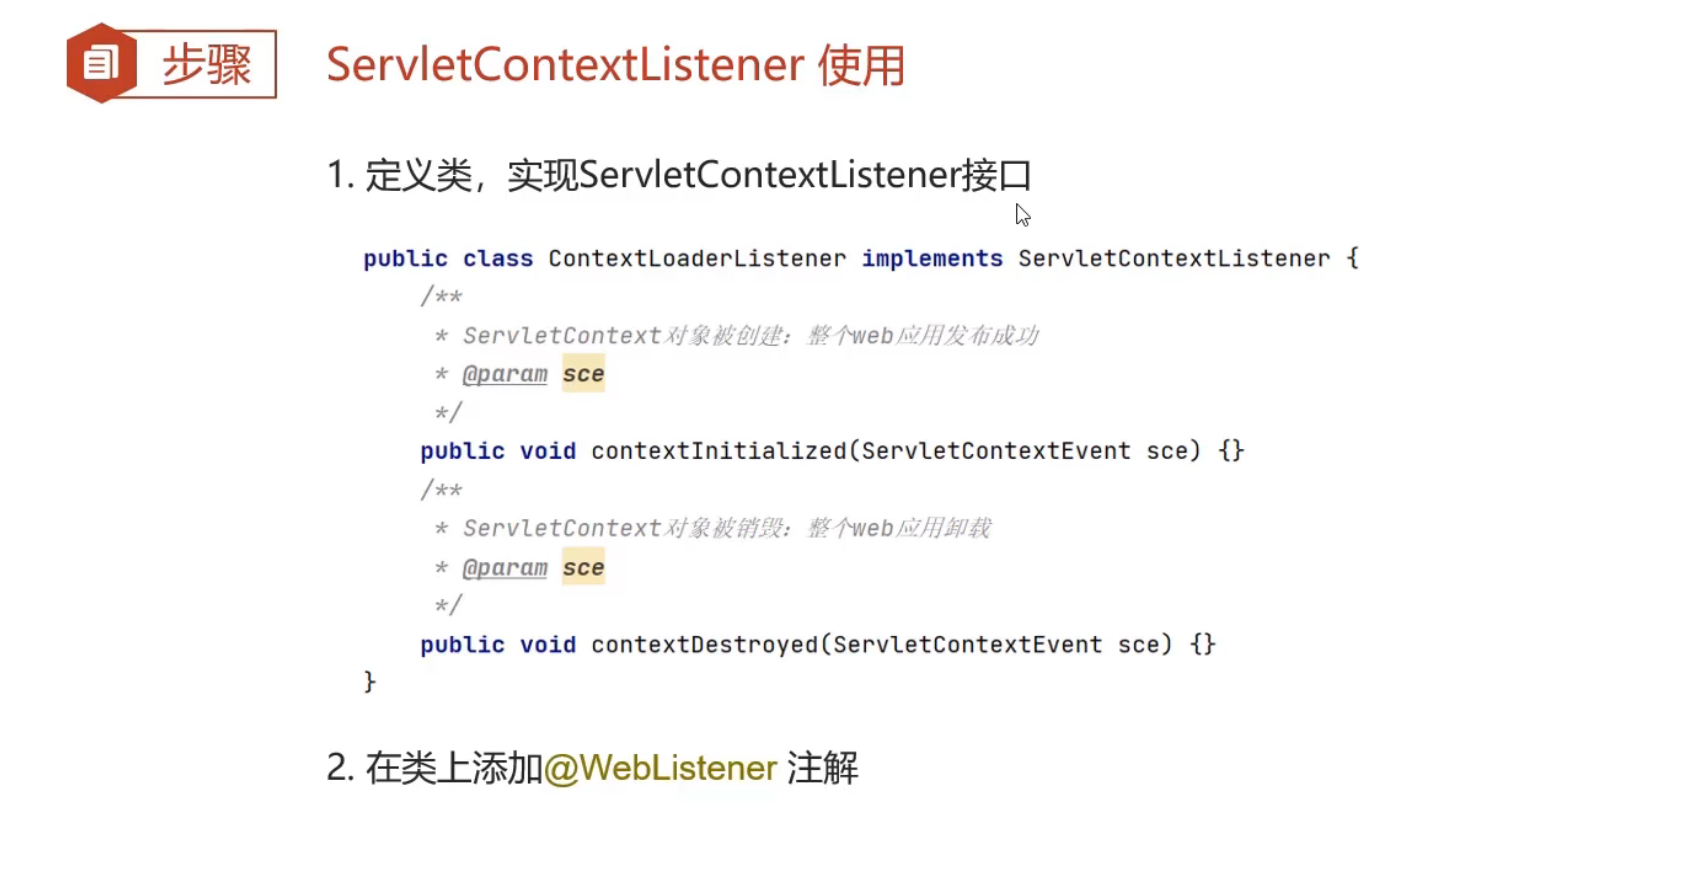 步骤
ServletContextListener 使用
1. 定义类，实现ServletContextListener接口
public class ContextLoaderListener implements ServletContextListener {
/**
* ServletContext对象被创建：整个web应用发布成功
* @param sce
*/
public void contextInitialized(ServletContextEvent sce) {}
/**
* ServletContext对象被销毁：整个web应用卸载
* @param sce
*/
public void contextDestroyed(ServletContextEvent sce) {}
}
2. 在类上添加@WebListener 注解